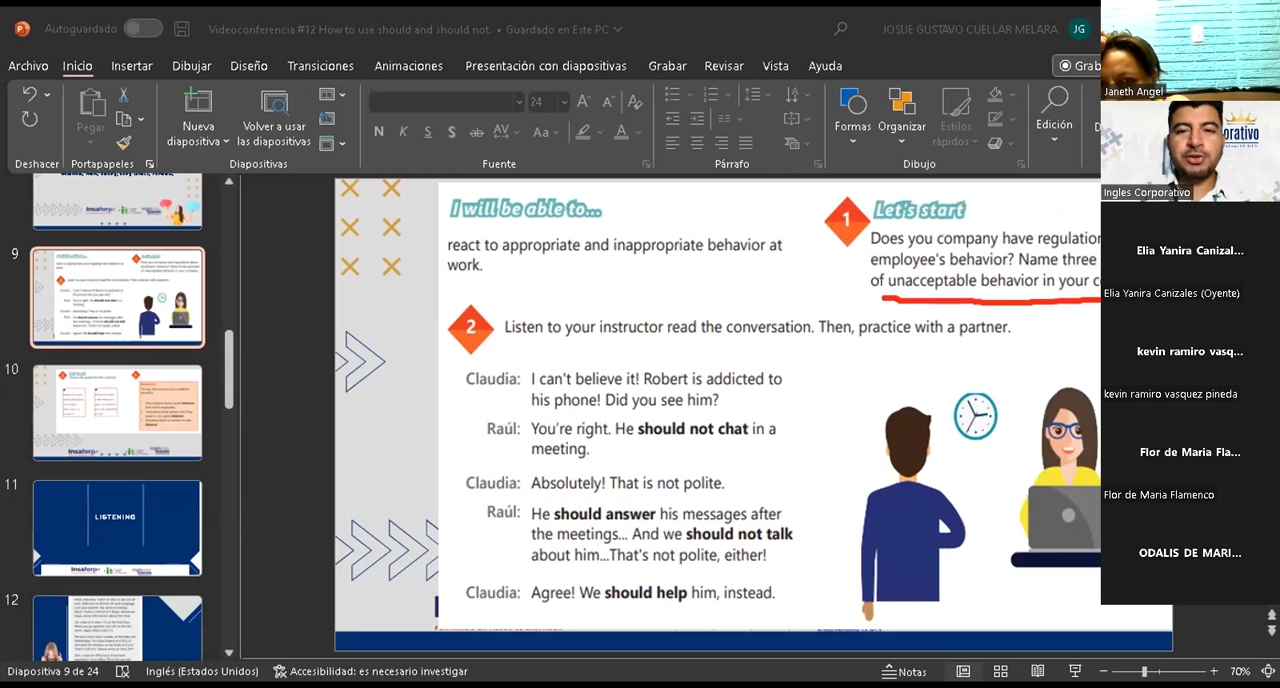 Autoguardado
Videoconferencia #12 How to use should and should not
en Este PC
JOSUE GUSTAVO CUELLAR MELARA
JG
Archivo
Inicio
Insertar
Dibujar
Diseño
Transiciones
Animaciones
on de diapositivas
Grabar
Revisar
Vista
Ayuda
Grab
Pegar
Nueva
diapositiva
Volver a usar
las diapositivas
24
N K S S ab AV Aa A
Formas
Organizar
Estilos
rápidos
Edición
Deshacer
Portapapeles
Diapositivas
Fuente
Párrafo
Dibujo
9
10
11
LISTENING
12
I will be able to...
react to appropriate and inappropriate behavior at
work.
1
Let's start
Does you company have regulation
employee's behavior? Name three
of unacceptable behavior in your c
2
Listen to your instructor read the conver
. Then, practice with a partner.
Claudia: I can't believe it! Robert is addicted to
his phone! Did you see him?
Raúl: You're right. He should not chat in a
meeting.
Claudia: Absolutely! That is not polite.
Raúl: He should answer his messages after
the meetings... And we should not talk
about him...That's not polite, either!
Claudia: Agree! We should help him, instead.
Janeth Angel
orativo
Ingles Corporativo
Elia Yanira Canizal...
Elia Yanira Canizales (Oyente)
kevin ramiro vasq...
kevin ramiro vasquez pineda
Flor de Maria Fla...
Flor de Maria Flamenco
ODALIS DE MARI...
Diapositiva 9 de 24
Inglés (Estados Unidos)
Accesibilidad: es necesario investigar
Notas
70%